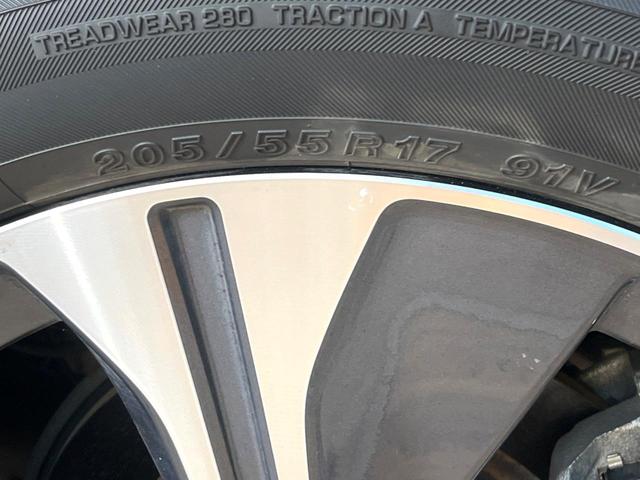 TREADWEAR 280 TRACTION A TEMPERATURE
205/55R17 91V